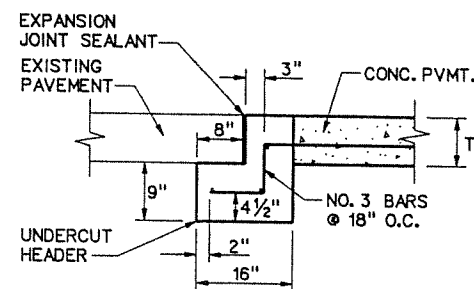 EXPANSION
JOINT SEALANT
EXISTING
PAVEMENT
3"
CONC. PVMT.
8"
T
9"
4 1/2"
NO. 3 BARS
@ 18" O.C.
UNDERCUT
HEADER
2"
16"